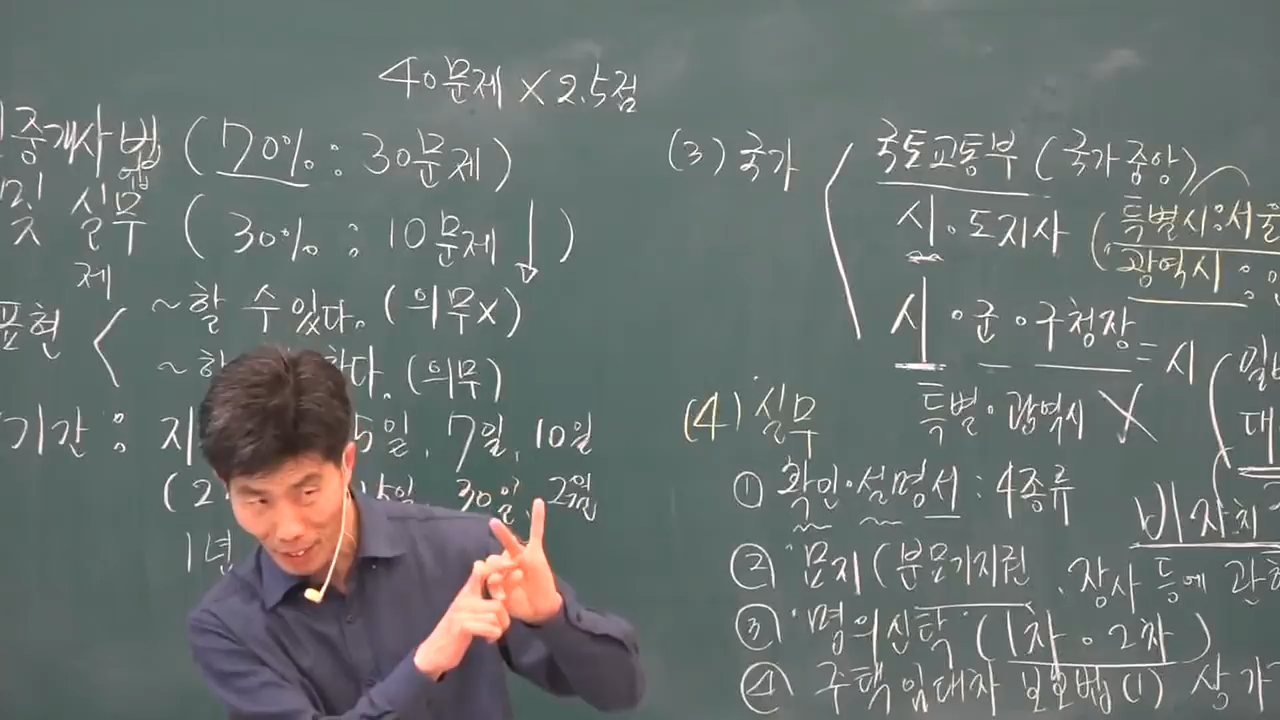 40문제 × 2.5점
중개사법 (70% : 30문제)
및 실무 (30% : 10문제 ↓)
제
표현 < ~할 수 있다. (의무x)
~하 한다. (의무)
기간 : 지 5일, 7일, 10일
(2 15일, 30일, 2월
1년
(3) 국가 < 국토교통부 (국가중앙)
시·도지사 (특별시:서울
광역시 :
시·군·구청장 = 시 (
특별·광역시 X
(4) 실무
① 확인·설명서 : 4종류
비자치
② 묘지 (분묘기지권, 장사 등에 관
③ 명의신탁 (1차·2차)
④ 주택임대차 보호법(1) 상가